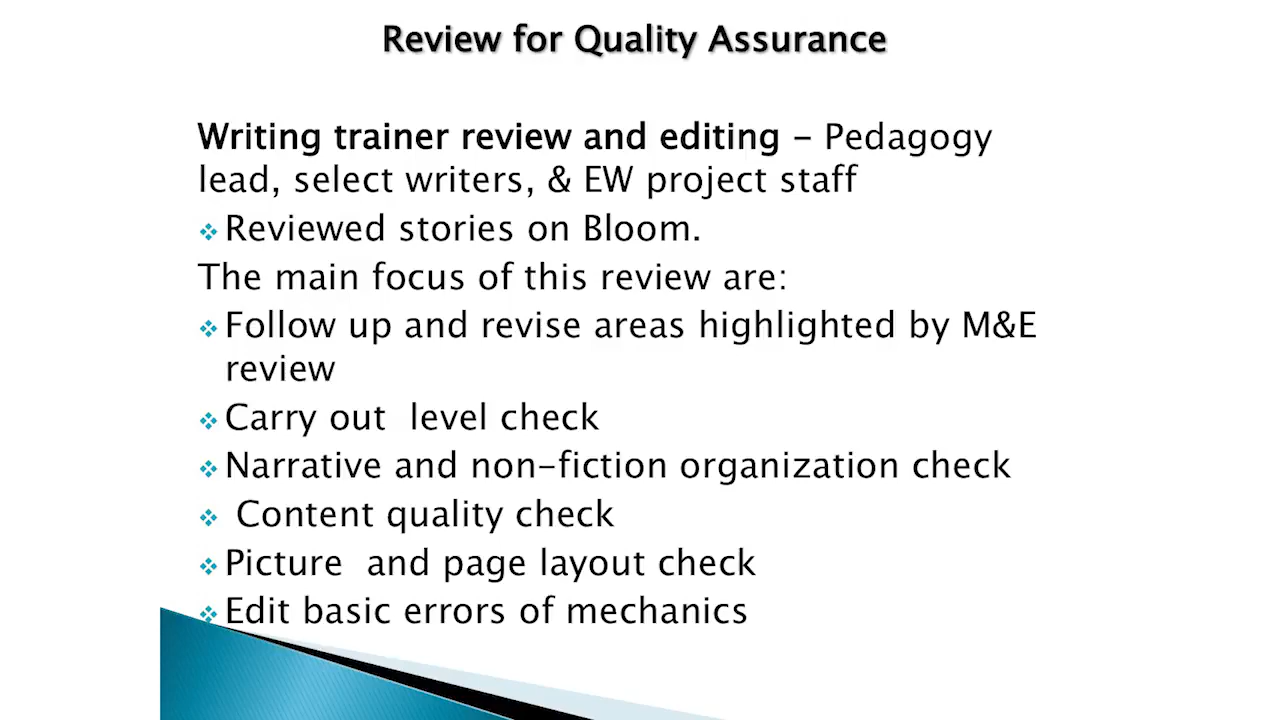 Review for Quality Assurance
Writing trainer review and editing – Pedagogy
lead, select writers, & EW project staff
❖ Reviewed stories on Bloom.
The main focus of this review are:
❖ Follow up and revise areas highlighted by M&E
review
❖ Carry out  level check
❖ Narrative and non-fiction organization check
❖  Content quality check
❖ Picture  and page layout check
❖ Edit basic errors of mechanics